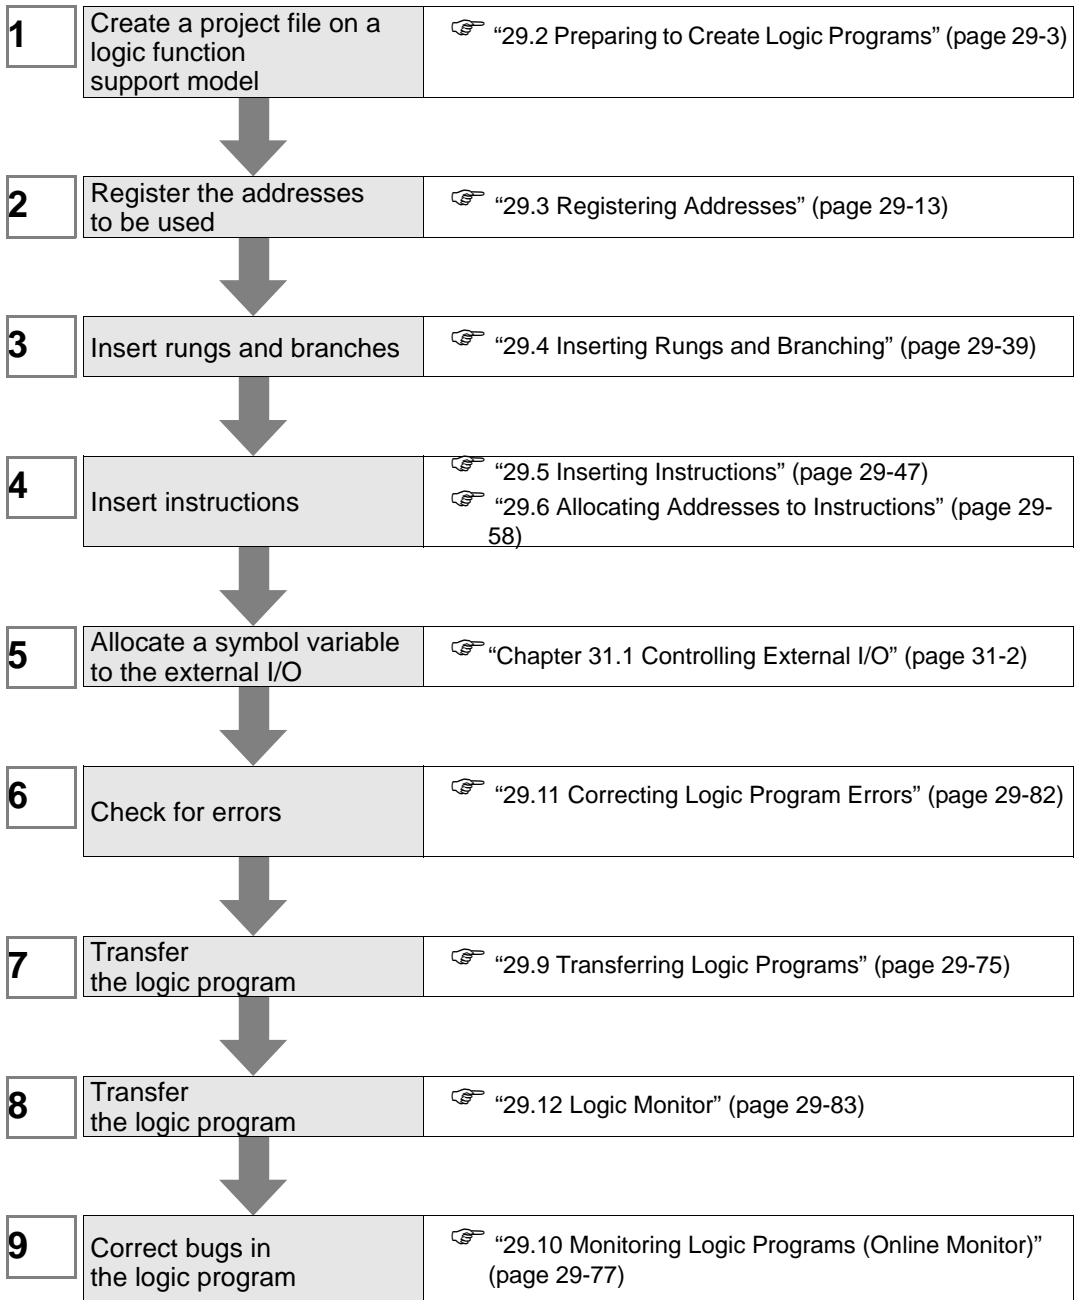 1
Create a project file on a
logic function
support model
“29.2 Preparing to Create Logic Programs” (page 29-3)
2
Register the addresses
to be used
“29.3 Registering Addresses” (page 29-13)
3
Insert rungs and branches
“29.4 Inserting Rungs and Branching” (page 29-39)
4
Insert instructions
“29.5 Inserting Instructions” (page 29-47)
“29.6 Allocating Addresses to Instructions” (page 29-
58)
5
Allocate a symbol variable
to the external I/O
“Chapter 31.1 Controlling External I/O” (page 31-2)
6
Check for errors
“29.11 Correcting Logic Program Errors” (page 29-82)
7
Transfer
the logic program
“29.9 Transferring Logic Programs” (page 29-75)
8
Transfer
the logic program
“29.12 Logic Monitor” (page 29-83)
9
Correct bugs in
the logic program
“29.10 Monitoring Logic Programs (Online Monitor)”
(page 29-77)